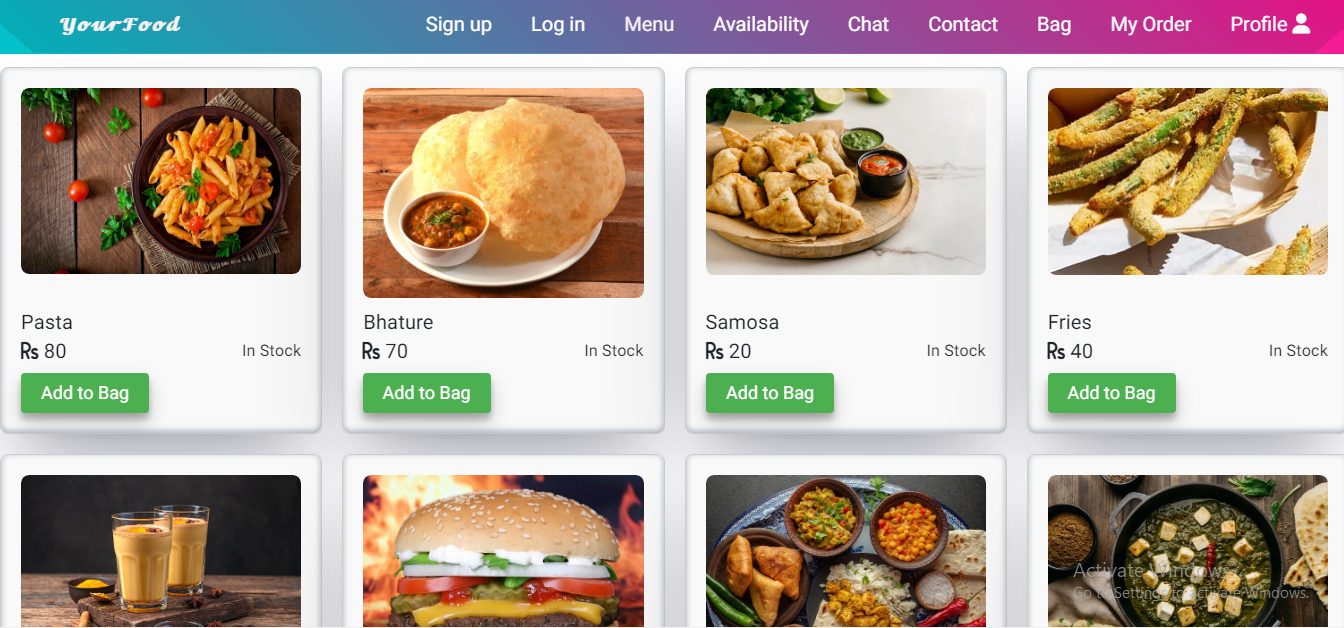 YourFood
Sign up
Log in
Menu
Availability
Chat
Contact
Bag
My Order
Profile
Pasta
Rs 80
In Stock
Add to Bag
Bhature
Rs 70
In Stock
Add to Bag
Samosa
Rs 20
In Stock
Add to Bag
Fries
Rs 40
In Stock
Add to Bag
Activate Windows
Go to Settings to activate Windows.